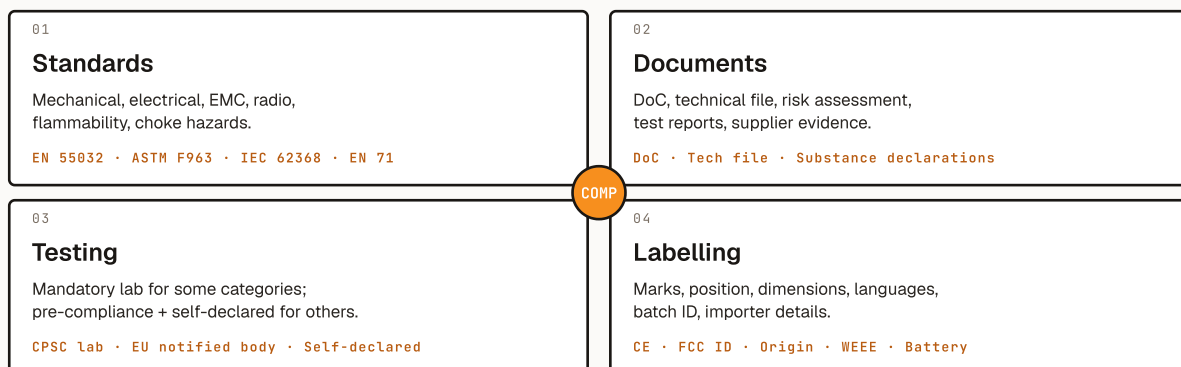 01
Standards
Mechanical, electrical, EMC, radio,
flammability, choke hazards.
EN 55032 · ASTM F963 · IEC 62368 · EN 71
02
Documents
DoC, technical file, risk assessment,
test reports, supplier evidence.
DoC · Tech file · Substance declarations
COMP
03
Testing
Mandatory lab for some categories;
pre-compliance + self-declared for others.
CPSC lab · EU notified body · Self-declared
04
Labelling
Marks, position, dimensions, languages,
batch ID, importer details.
CE · FCC ID · Origin · WEEE · Battery